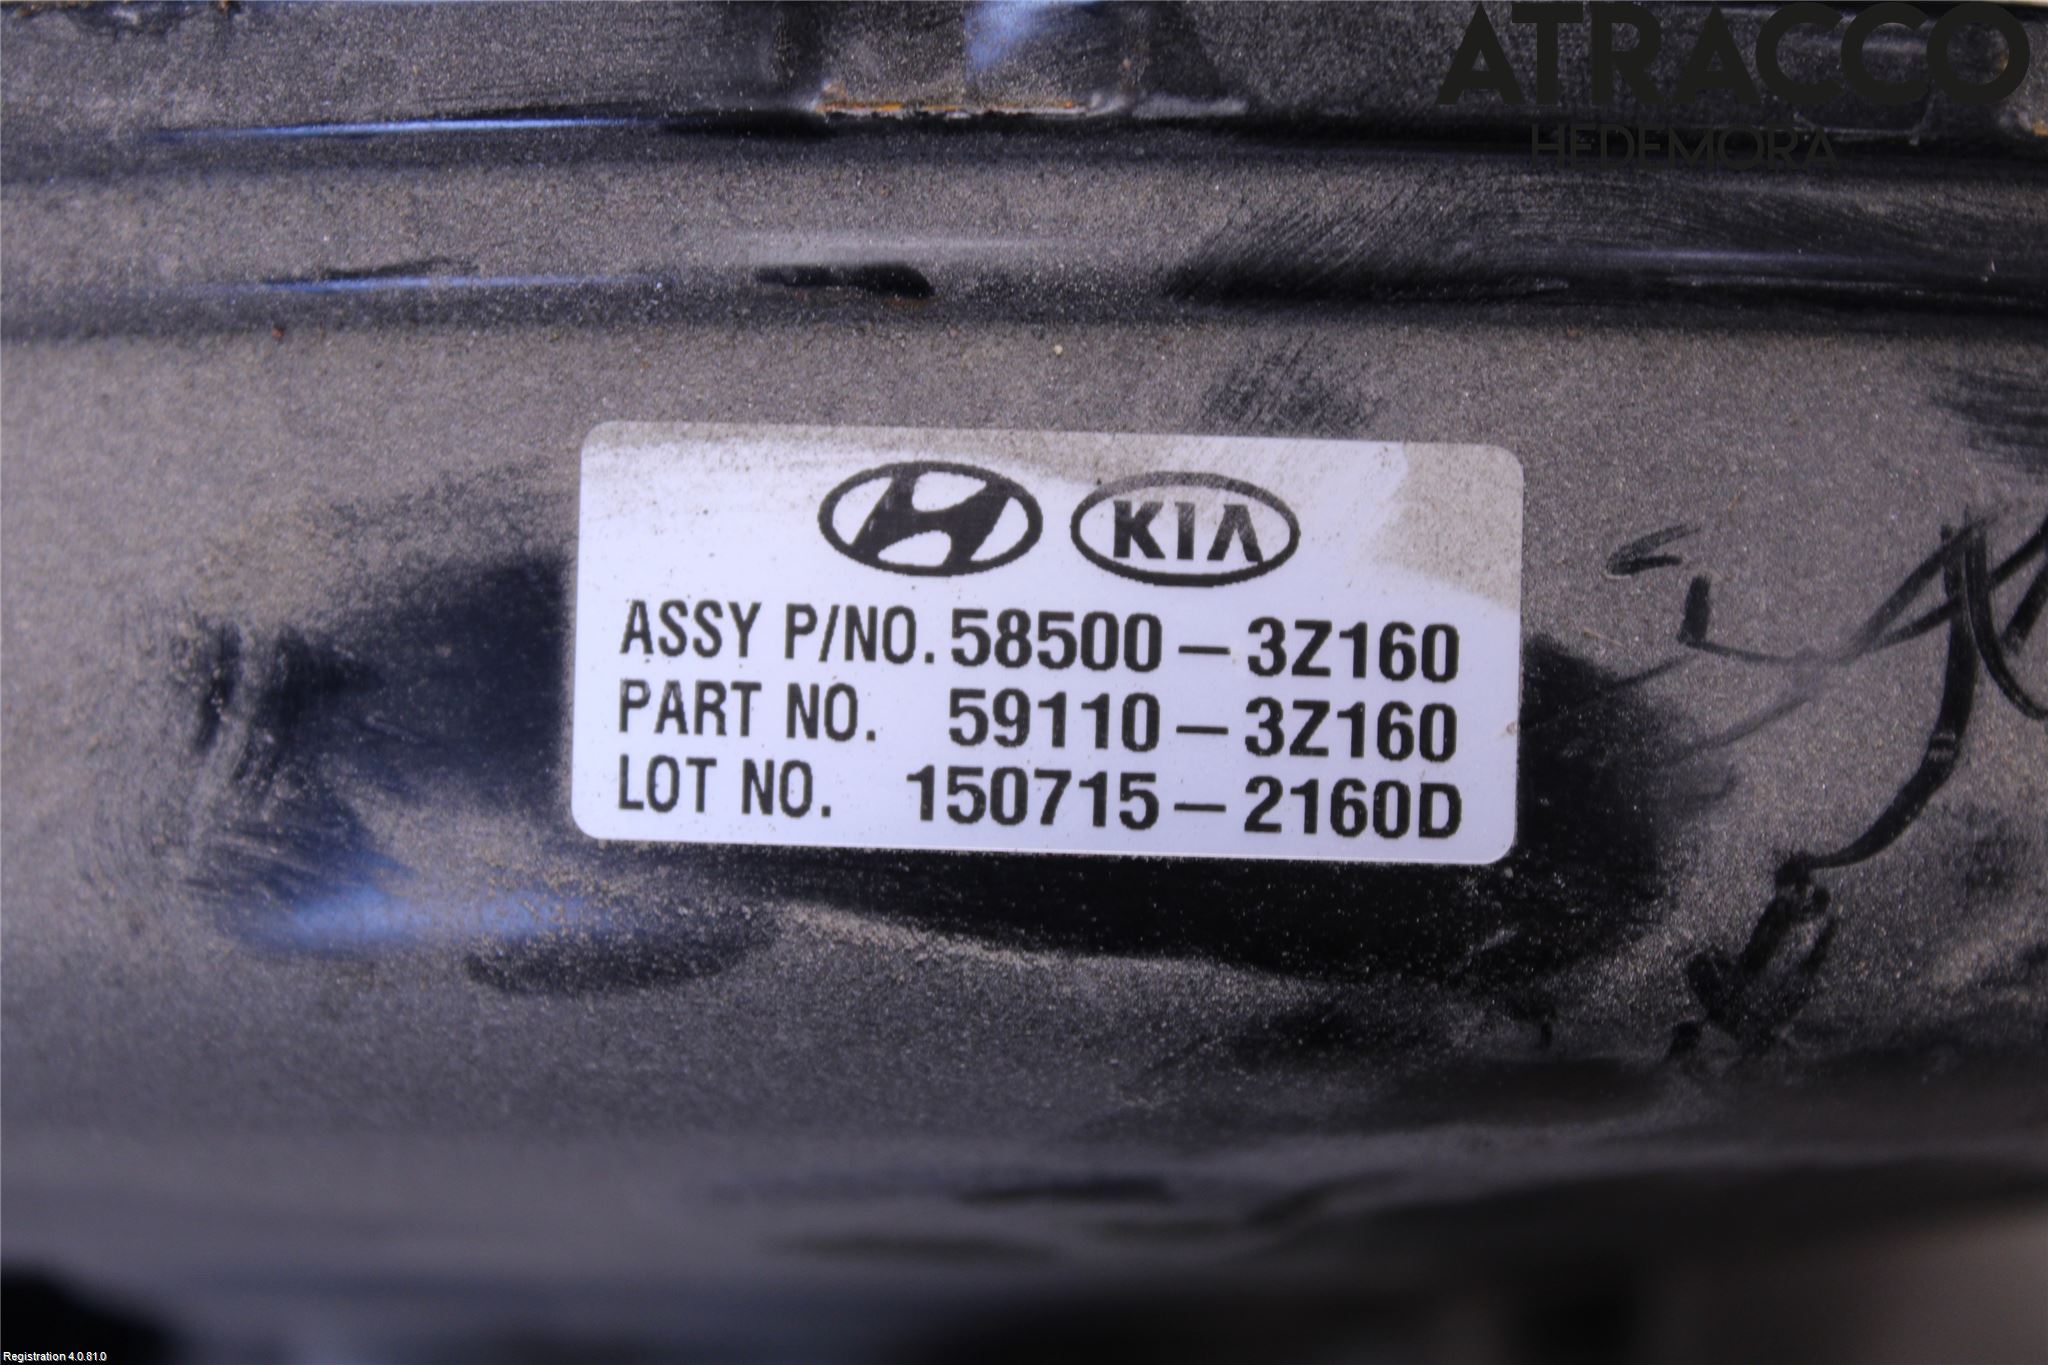 ATRACCO
HEDEMORA
KIA
ASSY P/NO. 58500-3Z160
PART NO. 59110-3Z160
LOT NO. 150715-2160D
Registration 4.0.81.0